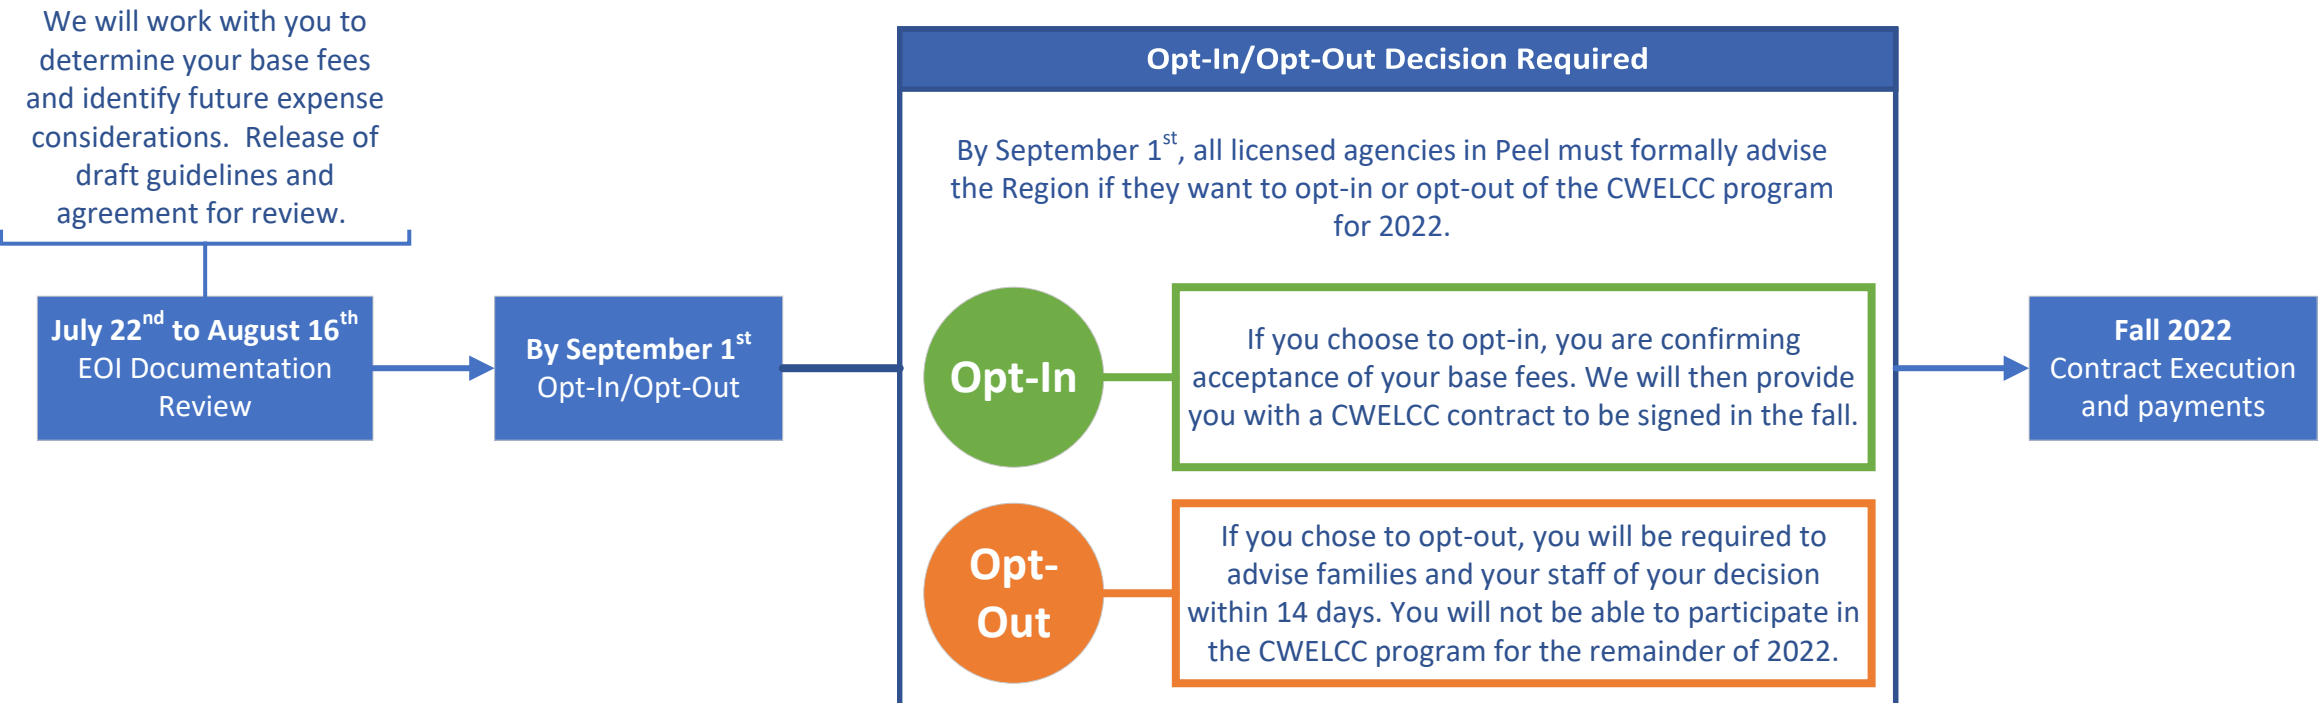 We will work with you to
determine your base fees
and identify future expense
considerations.  Release of
draft guidelines and
agreement for review.
July 22nd to August 16th
EOI Documentation
Review
By September 1st
Opt-In/Opt-Out
Opt-In/Opt-Out Decision Required
By September 1st, all licensed agencies in Peel must formally advise
the Region if they want to opt-in or opt-out of the CWELCC program
for 2022.
Opt-In
If you choose to opt-in, you are confirming
acceptance of your base fees. We will then provide
you with a CWELCC contract to be signed in the fall.
Opt-
Out
If you chose to opt-out, you will be required to
advise families and your staff of your decision
within 14 days. You will not be able to participate in
the CWELCC program for the remainder of 2022.
Fall 2022
Contract Execution
and payments